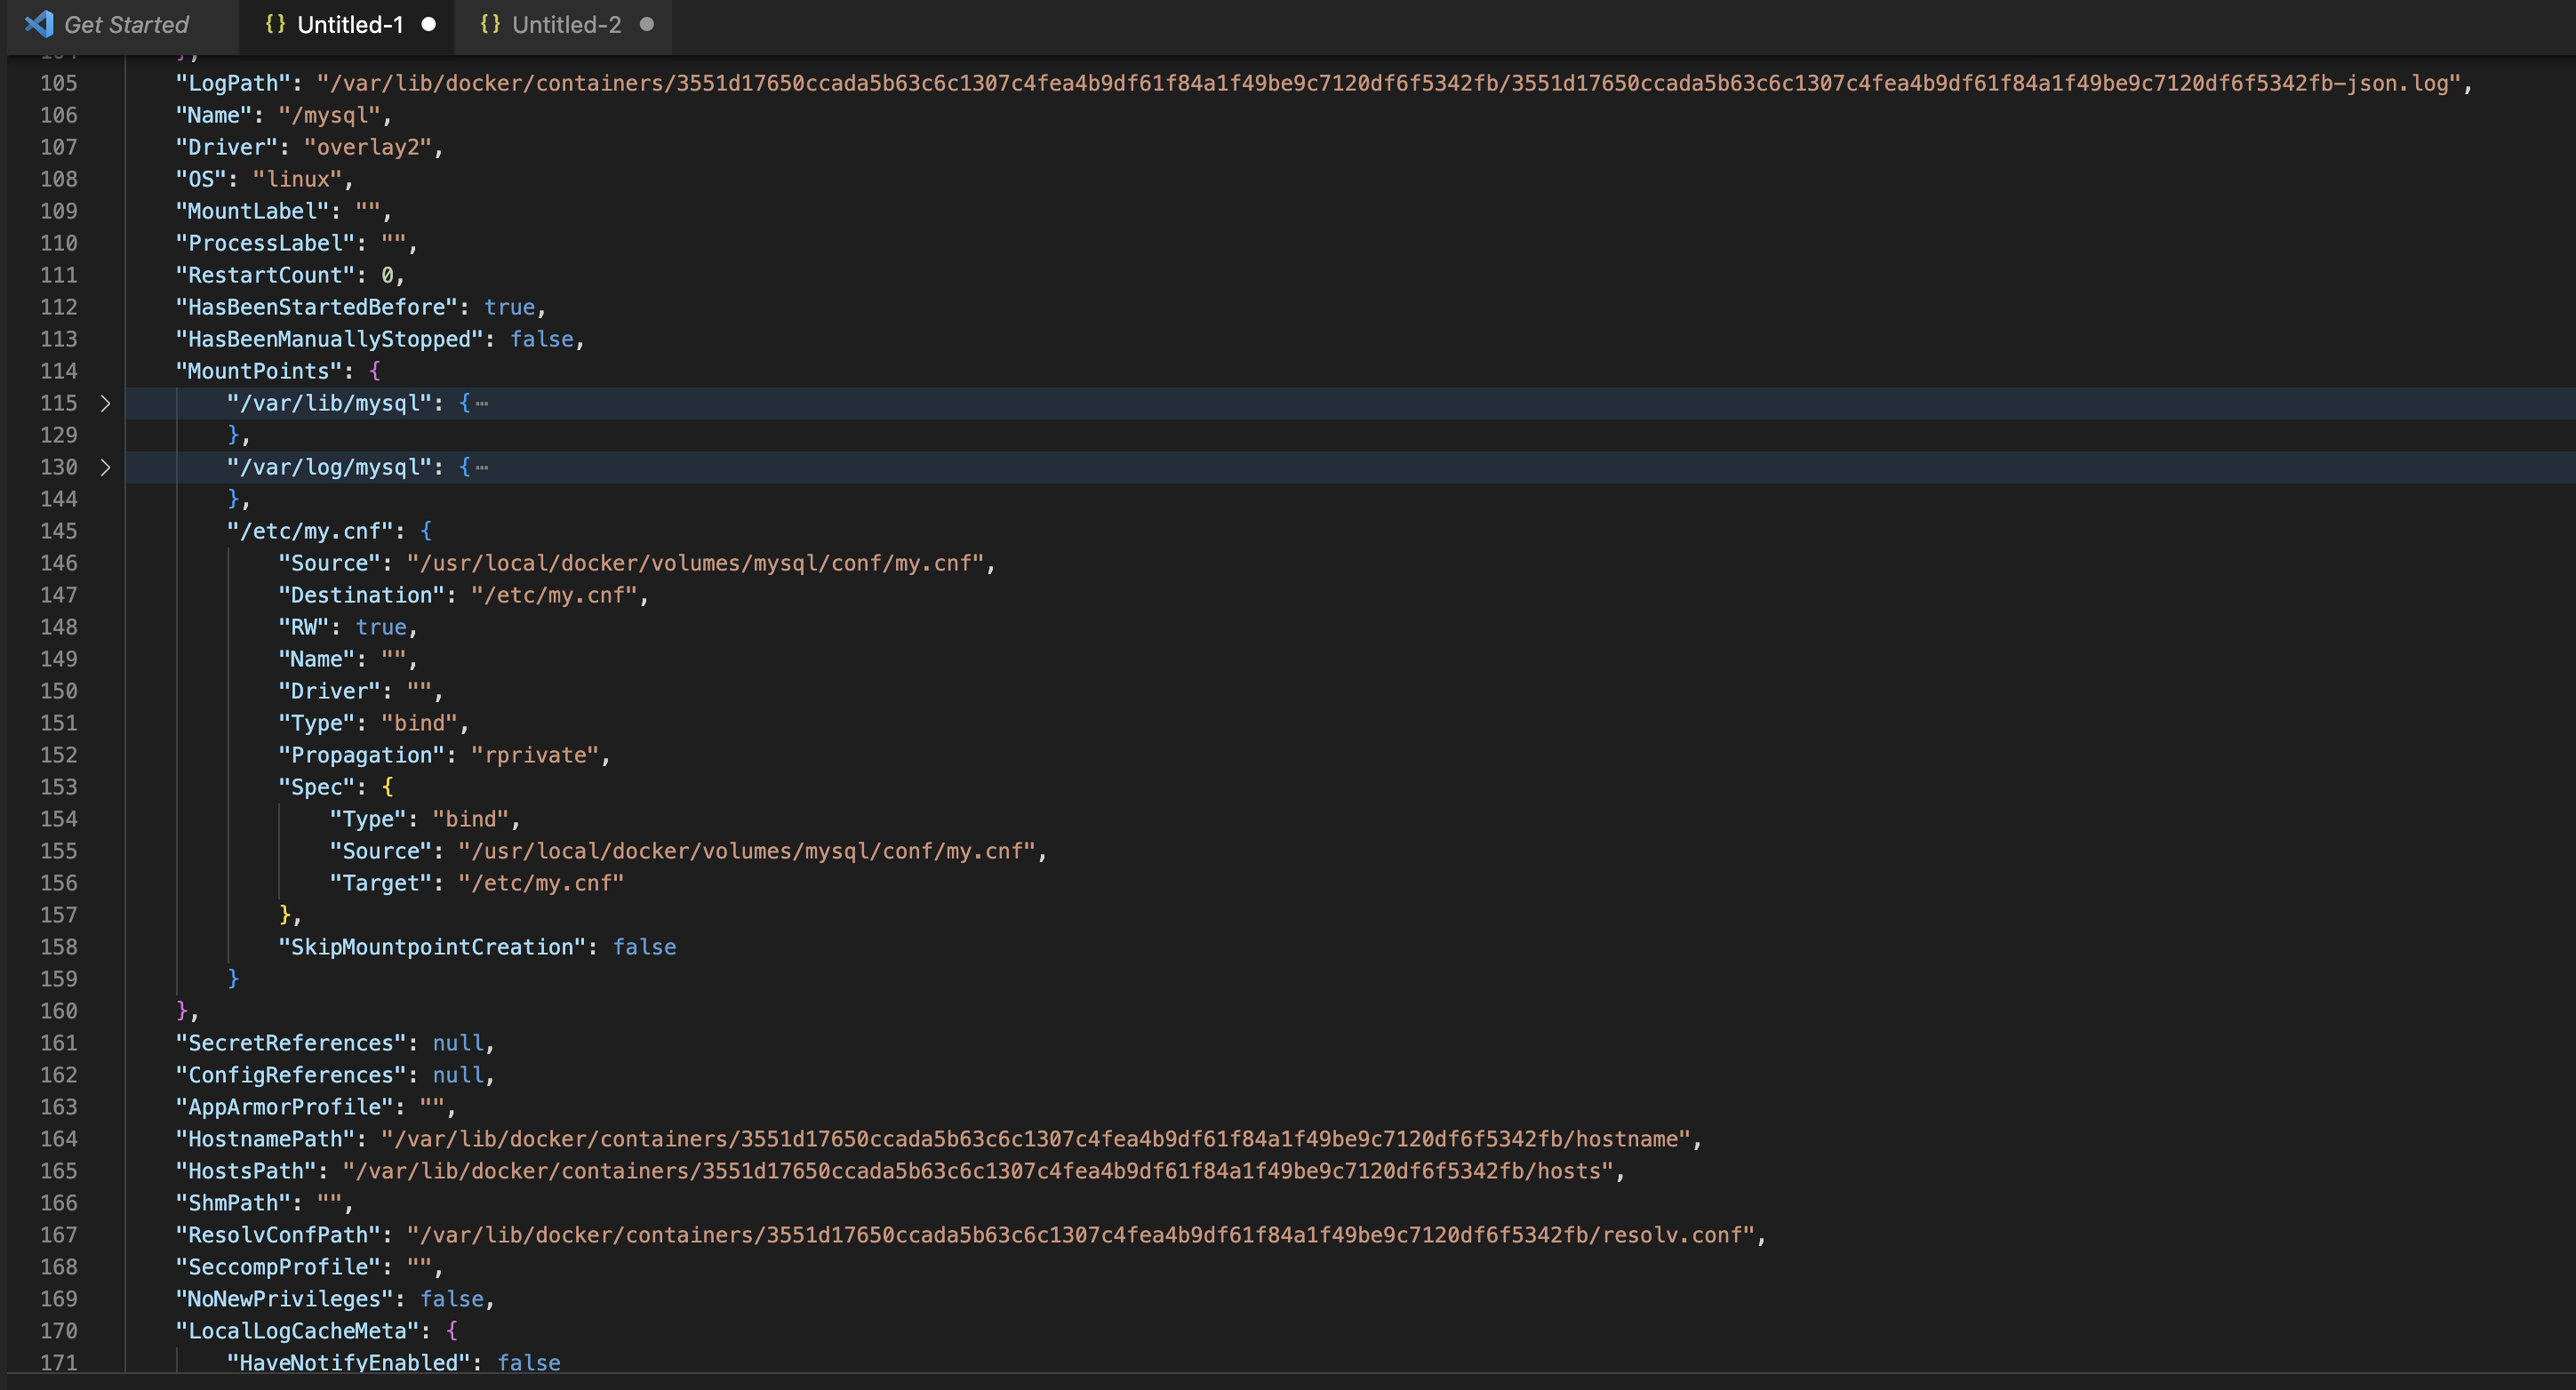 Get Started {} Untitled-1 ● {} Untitled-2 ●
105 "LogPath": "/var/lib/docker/containers/3551d17650ccada5b63c6c1307c4fea4b9df61f84a1f49be9c7120df6f5342fb/3551d17650ccada5b63c6c1307c4fea4b9df61f84a1f49be9c7120df6f5342fb-json.log",
106 "Name": "/mysql",
107 "Driver": "overlay2",
108 "OS": "linux",
109 "MountLabel": "",
110 "ProcessLabel": "",
111 "RestartCount": 0,
112 "HasBeenStartedBefore": true,
113 "HasBeenManuallyStopped": false,
114 "MountPoints": {
115 > "/var/lib/mysql": {⋯
129 },
130 > "/var/log/mysql": {⋯
144 },
145 "/etc/my.cnf": {
146 "Source": "/usr/local/docker/volumes/mysql/conf/my.cnf",
147 "Destination": "/etc/my.cnf",
148 "RW": true,
149 "Name": "",
150 "Driver": "",
151 "Type": "bind",
152 "Propagation": "rprivate",
153 "Spec": {
154 "Type": "bind",
155 "Source": "/usr/local/docker/volumes/mysql/conf/my.cnf",
156 "Target": "/etc/my.cnf"
157 },
158 "SkipMountpointCreation": false
159 }
160 },
161 "SecretReferences": null,
162 "ConfigReferences": null,
163 "AppArmorProfile": "",
164 "HostnamePath": "/var/lib/docker/containers/3551d17650ccada5b63c6c1307c4fea4b9df61f84a1f49be9c7120df6f5342fb/hostname",
165 "HostsPath": "/var/lib/docker/containers/3551d17650ccada5b63c6c1307c4fea4b9df61f84a1f49be9c7120df6f5342fb/hosts",
166 "ShmPath": "",
167 "ResolvConfPath": "/var/lib/docker/containers/3551d17650ccada5b63c6c1307c4fea4b9df61f84a1f49be9c7120df6f5342fb/resolv.conf",
168 "SeccompProfile": "",
169 "NoNewPrivileges": false,
170 "LocalLogCacheMeta": {
171 "HaveNotifyEnabled": false